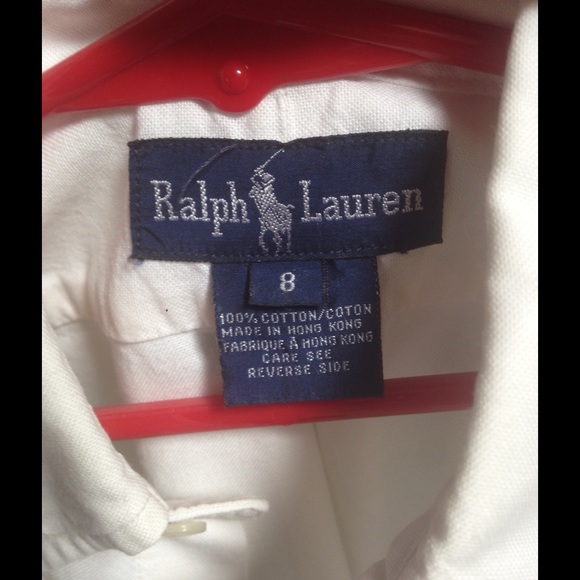 Ralph Lauren
8
100% COTTON/COTON
MADE IN HONG KONG
FABRIQUE À HONG KONG
CARE SEE
REVERSE SIDE